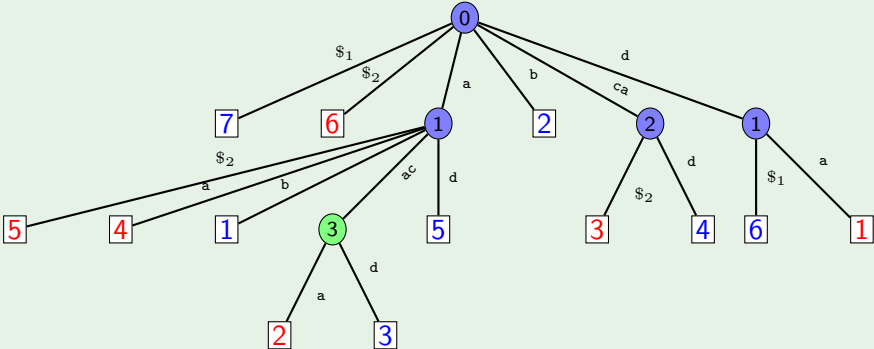 0
$₁ $₂ a b ca d
7 6 1 2 2 1
$₂ a b ac d $₂ d $₁ a
5 4 1 3 5 3 4 6 1
a d
2 3